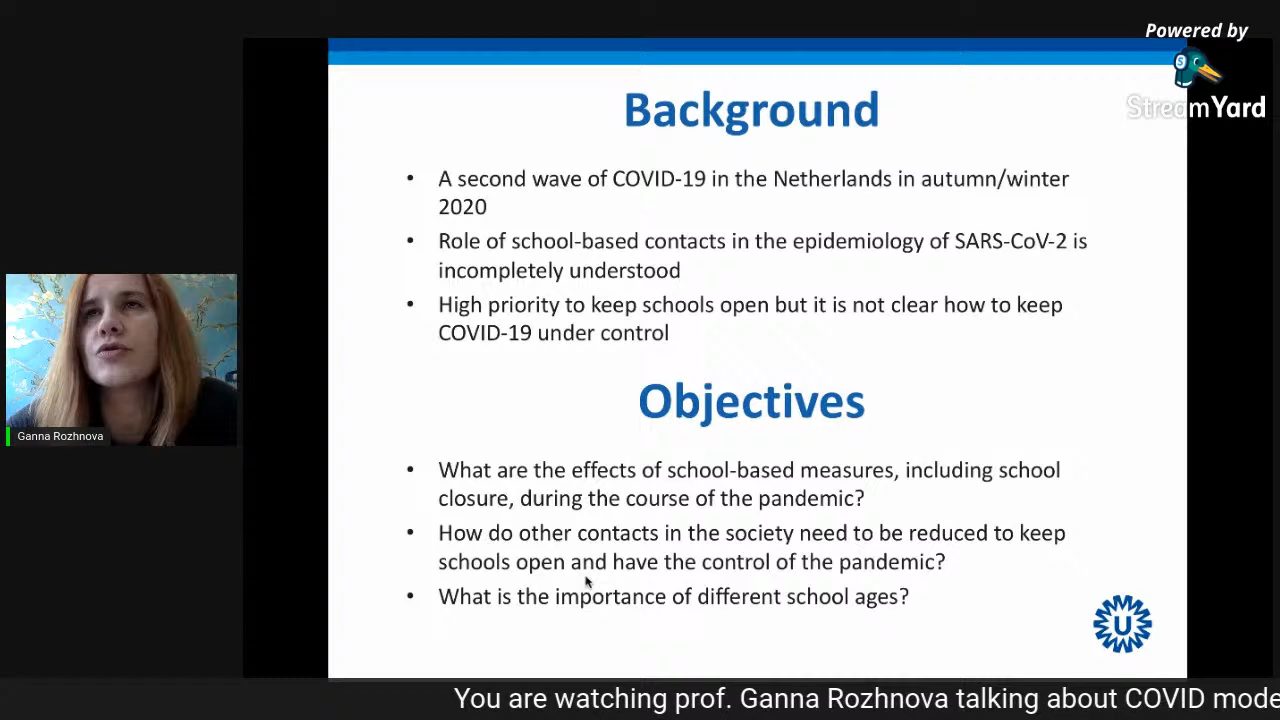 Powered by
StreamYard
Background
• A second wave of COVID-19 in the Netherlands in autumn/winter
2020
• Role of school-based contacts in the epidemiology of SARS-CoV-2 is
incompletely understood
• High priority to keep schools open but it is not clear how to keep
COVID-19 under control
Objectives
• What are the effects of school-based measures, including school
closure, during the course of the pandemic?
• How do other contacts in the society need to be reduced to keep
schools open and have the control of the pandemic?
• What is the importance of different school ages?
U
Ganna Rozhnova
You are watching prof. Ganna Rozhnova talking about COVID mode